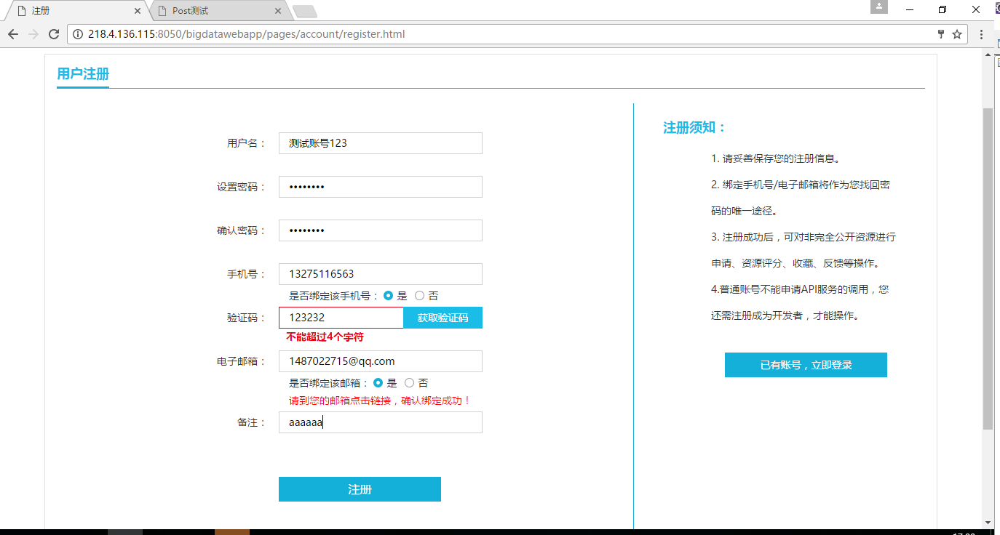 注册
Post测试
218.4.136.115:8050/bigdatawebapp/pages/account/register.html
用户注册
用户名：
测试账号123
设置密码：
••••••••
确认密码：
••••••••
手机号：
13275116563
是否绑定该手机号： 是 否
验证码：
123232
获取验证码
不能超过4个字符
电子邮箱：
1487022715@qq.com
是否绑定该邮箱： 是 否
请到您的邮箱点击链接，确认绑定成功！
备注：
aaaaaa
注册
注册须知：
1. 请妥善保存您的注册信息。
2. 绑定手机号/电子邮箱将作为您找回密
码的唯一途径。
3. 注册成功后，可对非完全公开资源进行
申请、资源评分、收藏、反馈等操作。
4.普通账号不能申请API服务的调用，您
还需注册成为开发者，才能操作。
已有账号，立即登录